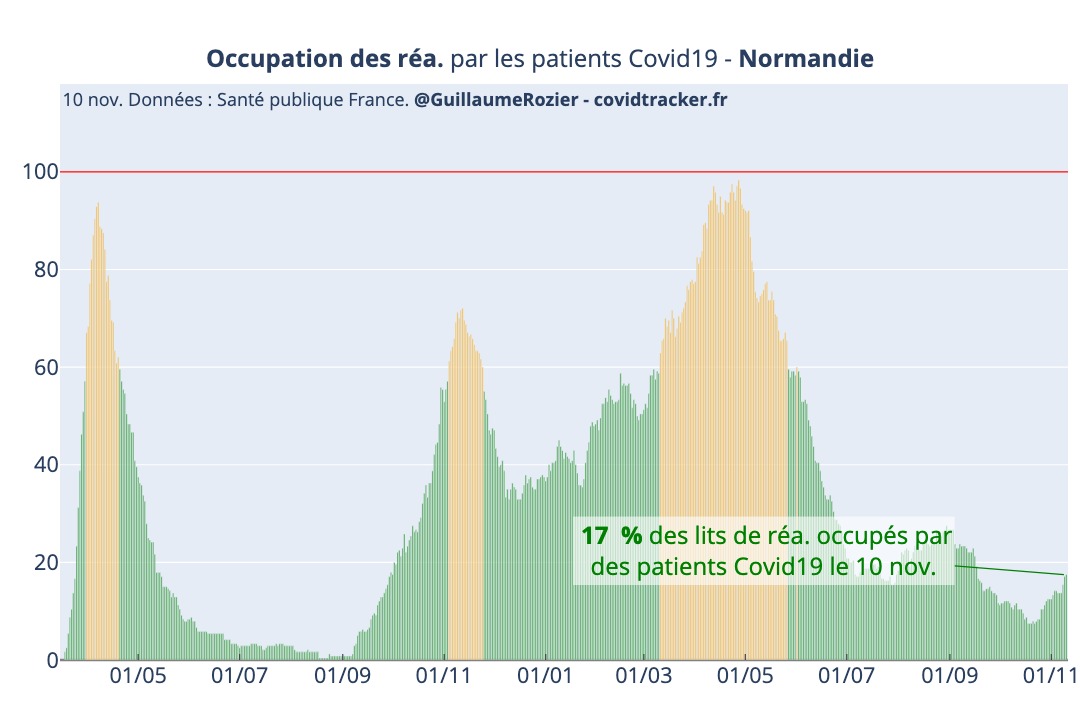 Occupation des réa. par les patients Covid19 - Normandie
10 nov. Données : Santé publique France. @GuillaumeRozier - covidtracker.fr
100
80
60
40
20
0
17 % des lits de réa. occupés par
des patients Covid19 le 10 nov.
01/05 01/07 01/09 01/11 01/01 01/03 01/05 01/07 01/09 01/11